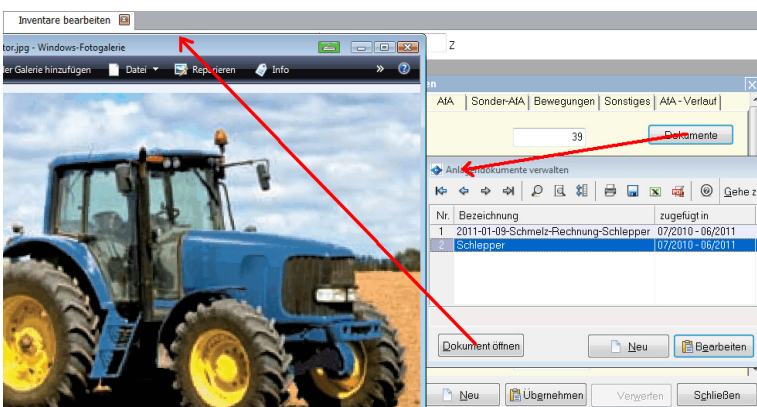 Inventare bearbeiten
tor.jpg - Windows-Fotogalerie
Z
der Galerie hinzufügen Datei Reparieren Info »
en
AfA Sonder-AfA Bewegungen Sonstiges AfA-Verlauf
39 Dokumente
Anlagendokumente verwalten
Gehe z
Nr. Bezeichnung zugefügt in
1 2011-01-09-Schmelz-Rechnung-Schlepper 07/2010-06/2011
2 Schlepper 07/2010-06/2011
Dokument öffnen Neu Bearbeiten
Neu Übernehmen Verwerfen Schließen